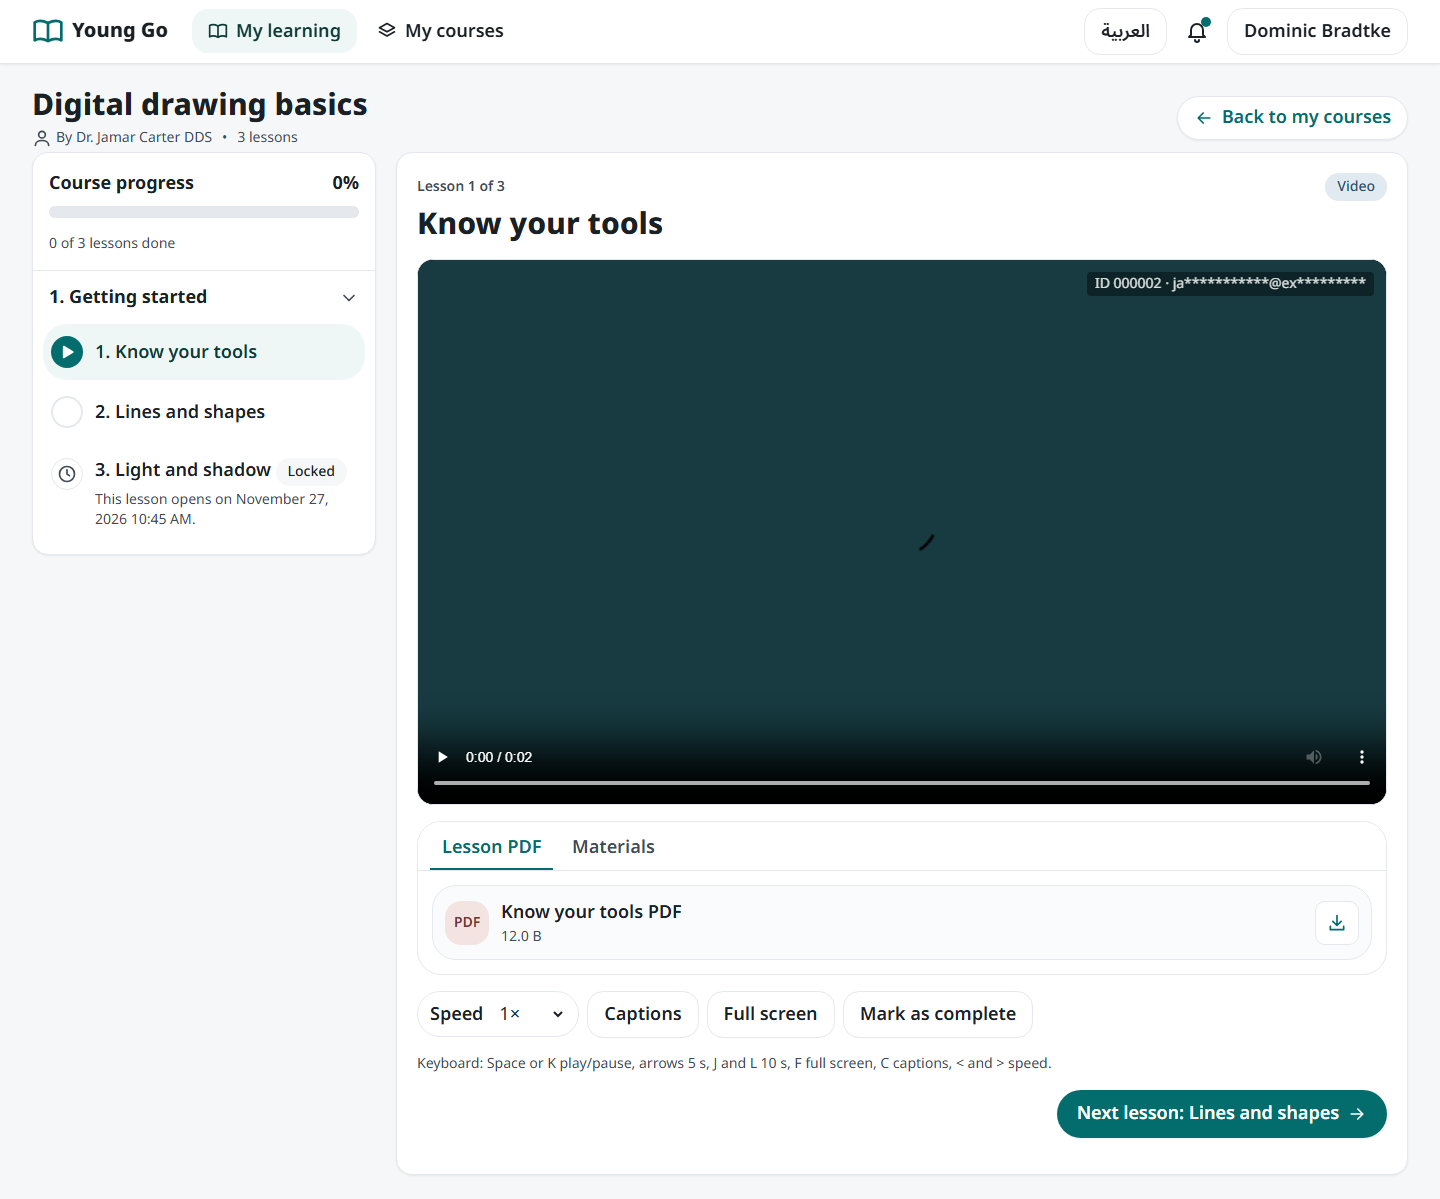 Young Go
My learning
My courses
العربية
Dominic Bradtke
Digital drawing basics
By Dr. Jamar Carter DDS • 3 lessons
Back to my courses
Course progress 0%
0 of 3 lessons done
1. Getting started
1. Know your tools
2. Lines and shapes
3. Light and shadow Locked
This lesson opens on November 27,
2026 10:45 AM.
Lesson 1 of 3
Video
Know your tools
ID 000002 · ja***********@ex*********
0:00 / 0:02
Lesson PDF
Materials
PDF
Know your tools PDF
12.0 B
Speed 1×
Captions
Full screen
Mark as complete
Keyboard: Space or K play/pause, arrows 5 s, J and L 10 s, F full screen, C captions, < and > speed.
Next lesson: Lines and shapes